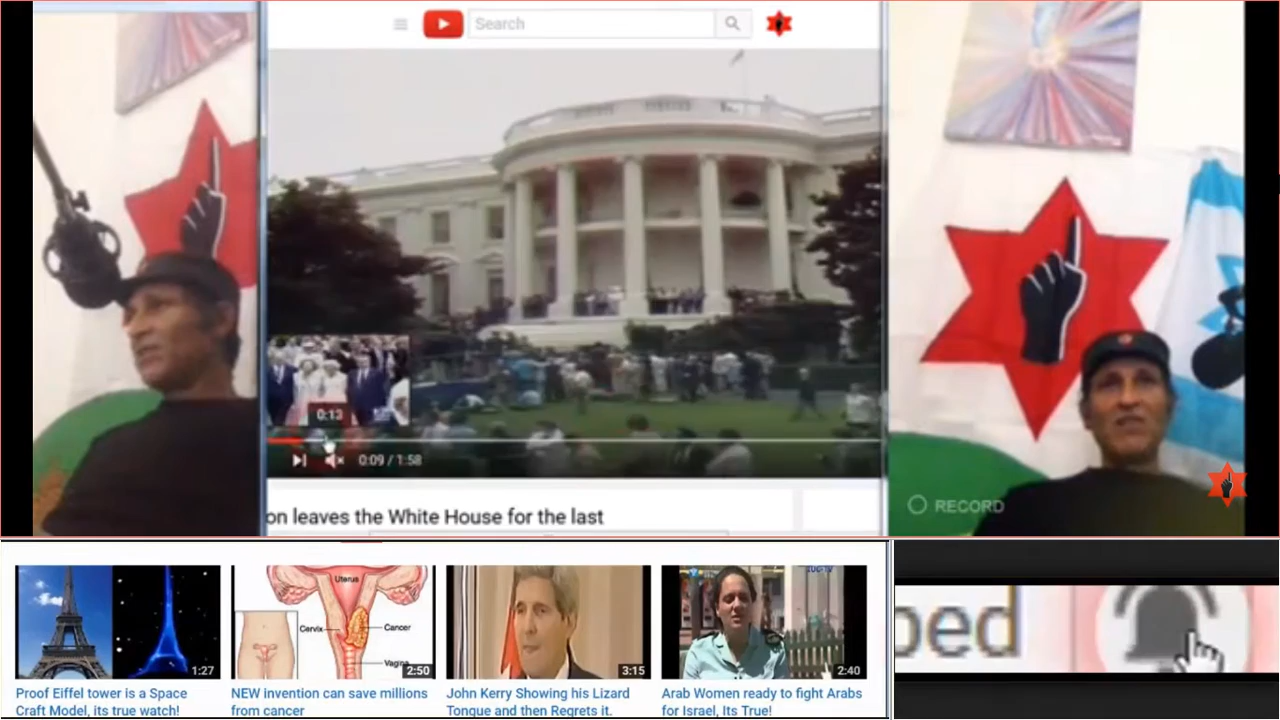 Search
0:13
0:09 / 1:58
on leaves the White House for the last
RECORD
Uterus
Cervix
Cancer
Vagina
1:27
2:50
3:15
2:40
Proof Eiffel tower is a Space
Craft Model, its true watch!
NEW invention can save millions
from cancer
John Kerry Showing his Lizard
Tongue and then Regrets it.
Arab Women ready to fight Arabs
for Israel, Its True!
bed